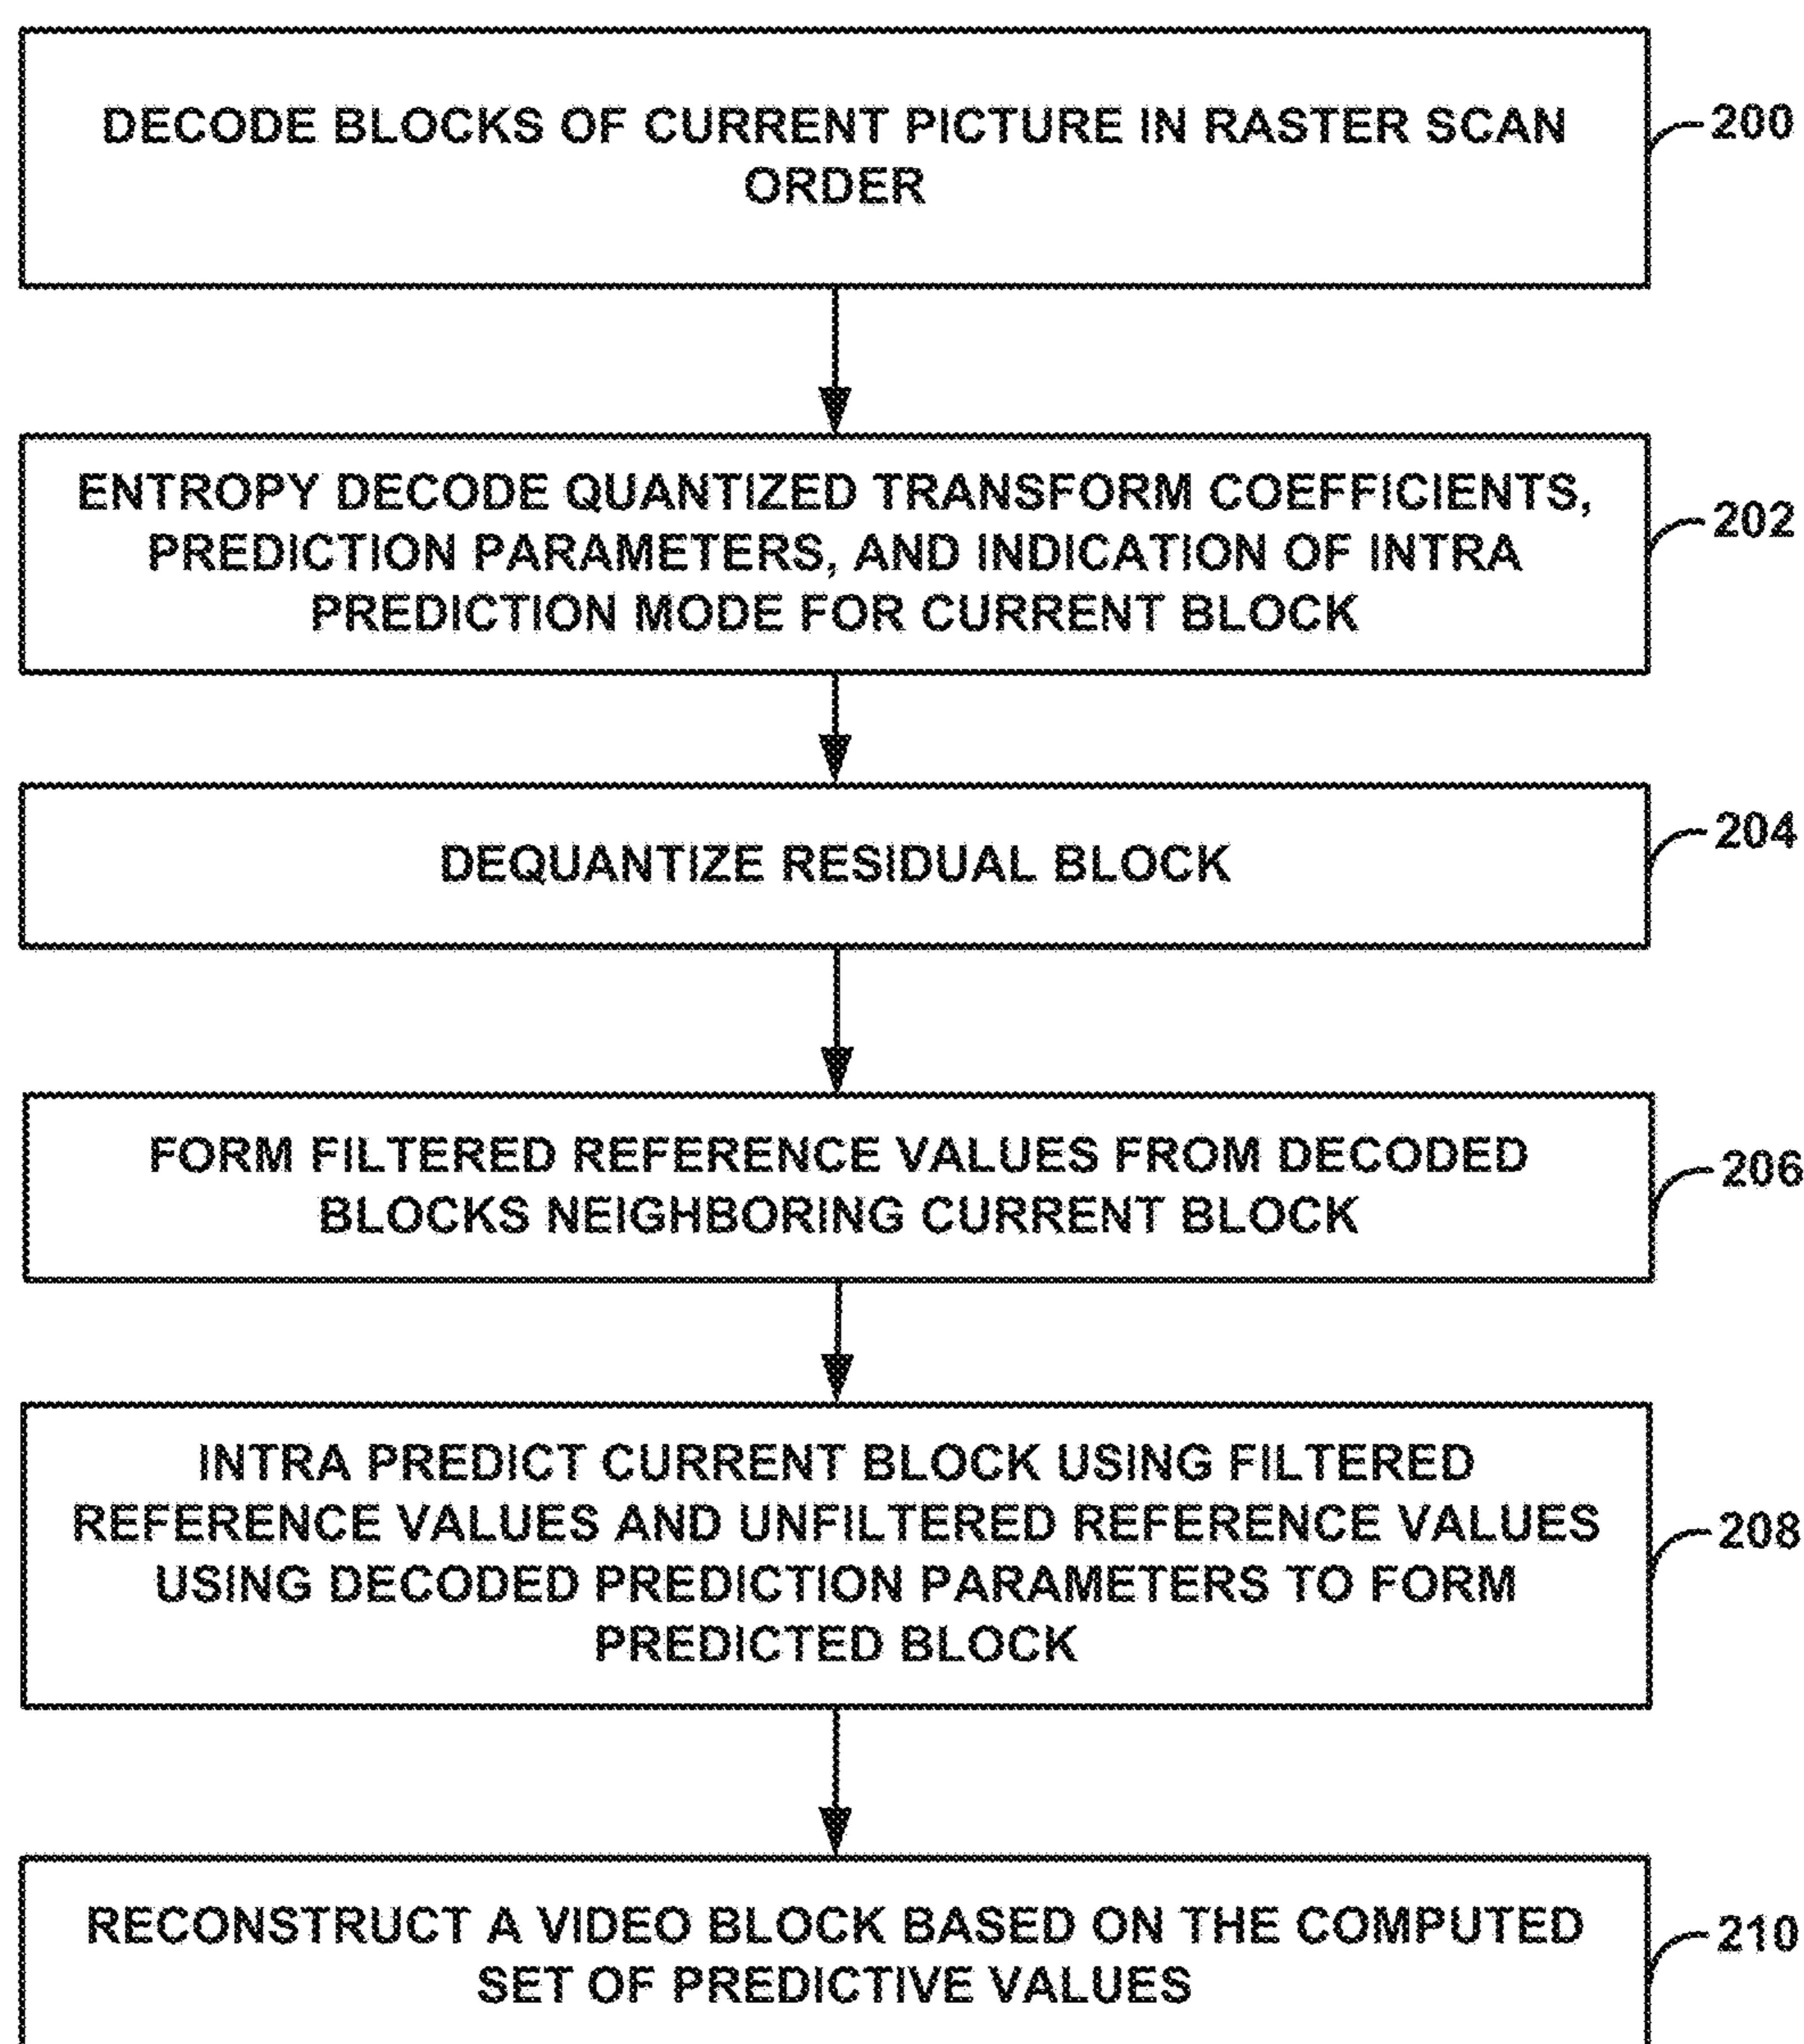 DECODE BLOCKS OF CURRENT PICTURE IN RASTER SCAN
ORDER
200
ENTROPY DECODE QUANTIZED TRANSFORM COEFFICIENTS,
PREDICTION PARAMETERS, AND INDICATION OF INTRA
PREDICTION MODE FOR CURRENT BLOCK
202
DEQUANTIZE RESIDUAL BLOCK
204
FORM FILTERED REFERENCE VALUES FROM DECODED
BLOCKS NEIGHBORING CURRENT BLOCK
206
INTRA PREDICT CURRENT BLOCK USING FILTERED
REFERENCE VALUES AND UNFILTERED REFERENCE VALUES
USING DECODED PREDICTION PARAMETERS TO FORM
PREDICTED BLOCK
208
RECONSTRUCT A VIDEO BLOCK BASED ON THE COMPUTED
SET OF PREDICTIVE VALUES
210